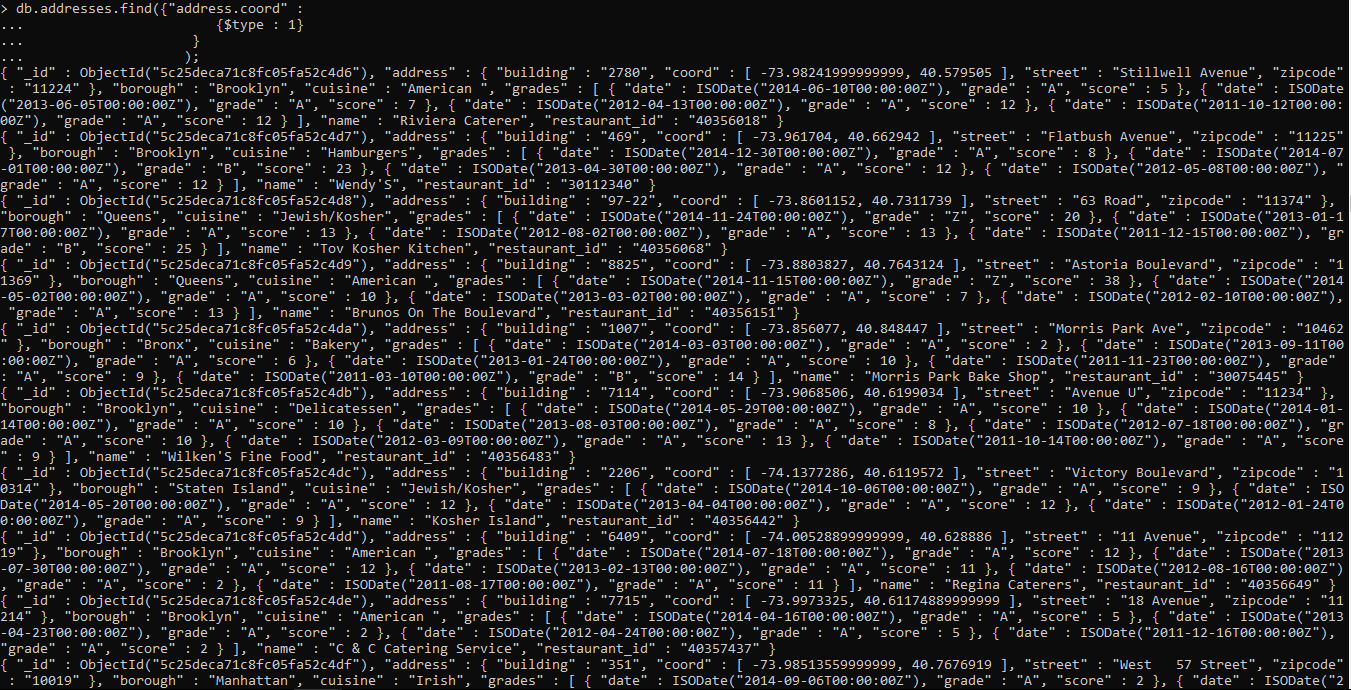 > db.addresses.find({"address.coord" :
...                        {$type : 1}
...                     }
...                    );
{ "_id" : ObjectId("5c25deca71c8fc05fa52c4d6"), "address" : { "building" : "2780", "coord" : [ -73.98241999999999, 40.579505 ], "street" : "Stillwell Avenue", "zipcode"
 : "11224" }, "borough" : "Brooklyn", "cuisine" : "American ", "grades" : [ { "date" : ISODate("2014-06-10T00:00:00Z"), "grade" : "A", "score" : 5 }, { "date" : ISODate
("2013-06-05T00:00:00Z"), "grade" : "A", "score" : 7 }, { "date" : ISODate("2012-04-13T00:00:00Z"), "grade" : "A", "score" : 12 }, { "date" : ISODate("2011-10-12T00:00:
00Z"), "grade" : "A", "score" : 12 } ], "name" : "Riviera Caterer", "restaurant_id" : "40356018" }
{ "_id" : ObjectId("5c25deca71c8fc05fa52c4d7"), "address" : { "building" : "469", "coord" : [ -73.961704, 40.662942 ], "street" : "Flatbush Avenue", "zipcode" : "11225"
 }, "borough" : "Brooklyn", "cuisine" : "Hamburgers", "grades" : [ { "date" : ISODate("2014-12-30T00:00:00Z"), "grade" : "A", "score" : 8 }, { "date" : ISODate("2014-07
-01T00:00:00Z"), "grade" : "B", "score" : 23 }, { "date" : ISODate("2013-04-30T00:00:00Z"), "grade" : "A", "score" : 12 }, { "date" : ISODate("2012-05-08T00:00:00Z"), "
grade" : "A", "score" : 12 } ], "name" : "Wendy'S", "restaurant_id" : "30112340" }
{ "_id" : ObjectId("5c25deca71c8fc05fa52c4d8"), "address" : { "building" : "97-22", "coord" : [ -73.8601152, 40.7311739 ], "street" : "63 Road", "zipcode" : "11374" },
"borough" : "Queens", "cuisine" : "Jewish/Kosher", "grades" : [ { "date" : ISODate("2014-11-24T00:00:00Z"), "grade" : "Z", "score" : 20 }, { "date" : ISODate("2013-01-1
7T00:00:00Z"), "grade" : "A", "score" : 13 }, { "date" : ISODate("2012-08-02T00:00:00Z"), "grade" : "A", "score" : 13 }, { "date" : ISODate("2011-12-15T00:00:00Z"), "gr
ade" : "B", "score" : 25 } ], "name" : "Tov Kosher Kitchen", "restaurant_id" : "40356068" }
{ "_id" : ObjectId("5c25deca71c8fc05fa52c4d9"), "address" : { "building" : "8825", "coord" : [ -73.8803827, 40.7643124 ], "street" : "Astoria Boulevard", "zipcode" : "1
1369" }, "borough" : "Queens", "cuisine" : "American ", "grades" : [ { "date" : ISODate("2014-11-15T00:00:00Z"), "grade" : "Z", "score" : 38 }, { "date" : ISODate("2014
-05-02T00:00:00Z"), "grade" : "A", "score" : 10 }, { "date" : ISODate("2013-03-02T00:00:00Z"), "grade" : "A", "score" : 7 }, { "date" : ISODate("2012-02-10T00:00:00Z"),
 "grade" : "A", "score" : 13 } ], "name" : "Brunos On The Boulevard", "restaurant_id" : "40356151" }
{ "_id" : ObjectId("5c25deca71c8fc05fa52c4da"), "address" : { "building" : "1007", "coord" : [ -73.856077, 40.848447 ], "street" : "Morris Park Ave", "zipcode" : "10462
" }, "borough" : "Bronx", "cuisine" : "Bakery", "grades" : [ { "date" : ISODate("2014-03-03T00:00:00Z"), "grade" : "A", "score" : 2 }, { "date" : ISODate("2013-09-11T00
:00:00Z"), "grade" : "A", "score" : 6 }, { "date" : ISODate("2013-01-24T00:00:00Z"), "grade" : "A", "score" : 10 }, { "date" : ISODate("2011-11-23T00:00:00Z"), "grade"
: "A", "score" : 9 }, { "date" : ISODate("2011-03-10T00:00:00Z"), "grade" : "B", "score" : 14 } ], "name" : "Morris Park Bake Shop", "restaurant_id" : "30075445" }
{ "_id" : ObjectId("5c25deca71c8fc05fa52c4db"), "address" : { "building" : "7114", "coord" : [ -73.9068506, 40.6199034 ], "street" : "Avenue U", "zipcode" : "11234" },
"borough" : "Brooklyn", "cuisine" : "Delicatessen", "grades" : [ { "date" : ISODate("2014-05-29T00:00:00Z"), "grade" : "A", "score" : 10 }, { "date" : ISODate("2014-01-
14T00:00:00Z"), "grade" : "A", "score" : 10 }, { "date" : ISODate("2013-08-03T00:00:00Z"), "grade" : "A", "score" : 8 }, { "date" : ISODate("2012-07-18T00:00:00Z"), "gr
ade" : "A", "score" : 10 }, { "date" : ISODate("2012-03-09T00:00:00Z"), "grade" : "A", "score" : 13 }, { "date" : ISODate("2011-10-14T00:00:00Z"), "grade" : "A", "score
" : 9 } ], "name" : "Wilken'S Fine Food", "restaurant_id" : "40356483" }
{ "_id" : ObjectId("5c25deca71c8fc05fa52c4dc"), "address" : { "building" : "2206", "coord" : [ -74.1377286, 40.6119572 ], "street" : "Victory Boulevard", "zipcode" : "1
0314" }, "borough" : "Staten Island", "cuisine" : "Jewish/Kosher", "grades" : [ { "date" : ISODate("2014-10-06T00:00:00Z"), "grade" : "A", "score" : 9 }, { "date" : ISO
Date("2014-05-20T00:00:00Z"), "grade" : "A", "score" : 12 }, { "date" : ISODate("2013-04-04T00:00:00Z"), "grade" : "A", "score" : 12 }, { "date" : ISODate("2012-01-24T0
0:00:00Z"), "grade" : "A", "score" : 9 } ], "name" : "Kosher Island", "restaurant_id" : "40356442" }
{ "_id" : ObjectId("5c25deca71c8fc05fa52c4dd"), "address" : { "building" : "6409", "coord" : [ -74.00528899999999, 40.628886 ], "street" : "11 Avenue", "zipcode" : "112
19" }, "borough" : "Brooklyn", "cuisine" : "American ", "grades" : [ { "date" : ISODate("2014-07-18T00:00:00Z"), "grade" : "A", "score" : 12 }, { "date" : ISODate("2013
-07-30T00:00:00Z"), "grade" : "A", "score" : 12 }, { "date" : ISODate("2013-02-13T00:00:00Z"), "grade" : "A", "score" : 11 }, { "date" : ISODate("2012-08-16T00:00:00Z")
, "grade" : "A", "score" : 2 }, { "date" : ISODate("2011-08-17T00:00:00Z"), "grade" : "A", "score" : 11 } ], "name" : "Regina Caterers", "restaurant_id" : "40356649" }
{ "_id" : ObjectId("5c25deca71c8fc05fa52c4de"), "address" : { "building" : "7715", "coord" : [ -73.9973325, 40.61174889999999 ], "street" : "18 Avenue", "zipcode" : "11
214" }, "borough" : "Brooklyn", "cuisine" : "American ", "grades" : [ { "date" : ISODate("2014-04-16T00:00:00Z"), "grade" : "A", "score" : 5 }, { "date" : ISODate("2013
-04-23T00:00:00Z"), "grade" : "A", "score" : 2 }, { "date" : ISODate("2012-04-24T00:00:00Z"), "grade" : "A", "score" : 5 }, { "date" : ISODate("2011-12-16T00:00:00Z"),
"grade" : "A", "score" : 2 } ], "name" : "C & C Catering Service", "restaurant_id" : "40357437" }
{ "_id" : ObjectId("5c25deca71c8fc05fa52c4df"), "address" : { "building" : "351", "coord" : [ -73.98513559999999, 40.7676919 ], "street" : "West   57 Street", "zipcode"
 : "10019" }, "borough" : "Manhattan", "cuisine" : "Irish", "grades" : [ { "date" : ISODate("2014-09-06T00:00:00Z"), "grade" : "A", "score" : 2 }, { "date" : ISODate("2